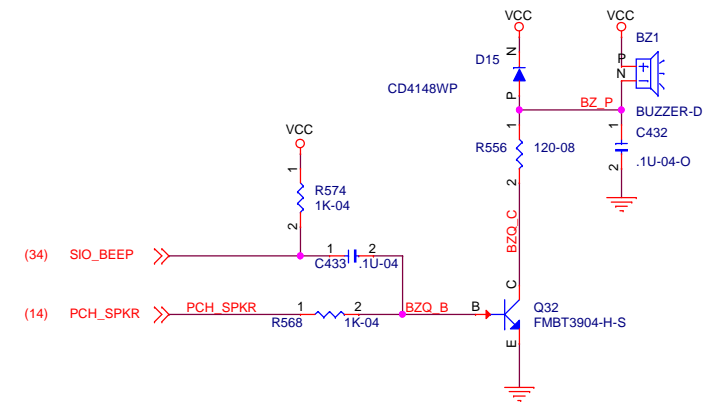 VCC
VCC
BZ1
D15
N
P
N
CD4148WP
P
BZ_P
BUZZER-D
1
1
C432
R556
120-08
2
.1U-04-O
2
VCC
1
R574
1K-04
2
BZQ_C
(34)
SIO_BEEP
1
2
C433
.1U-04
C
(14)
PCH_SPKR
PCH_SPKR
1
2
BZQ_B
B
Q32
R568
1K-04
FMBT3904-H-S
E